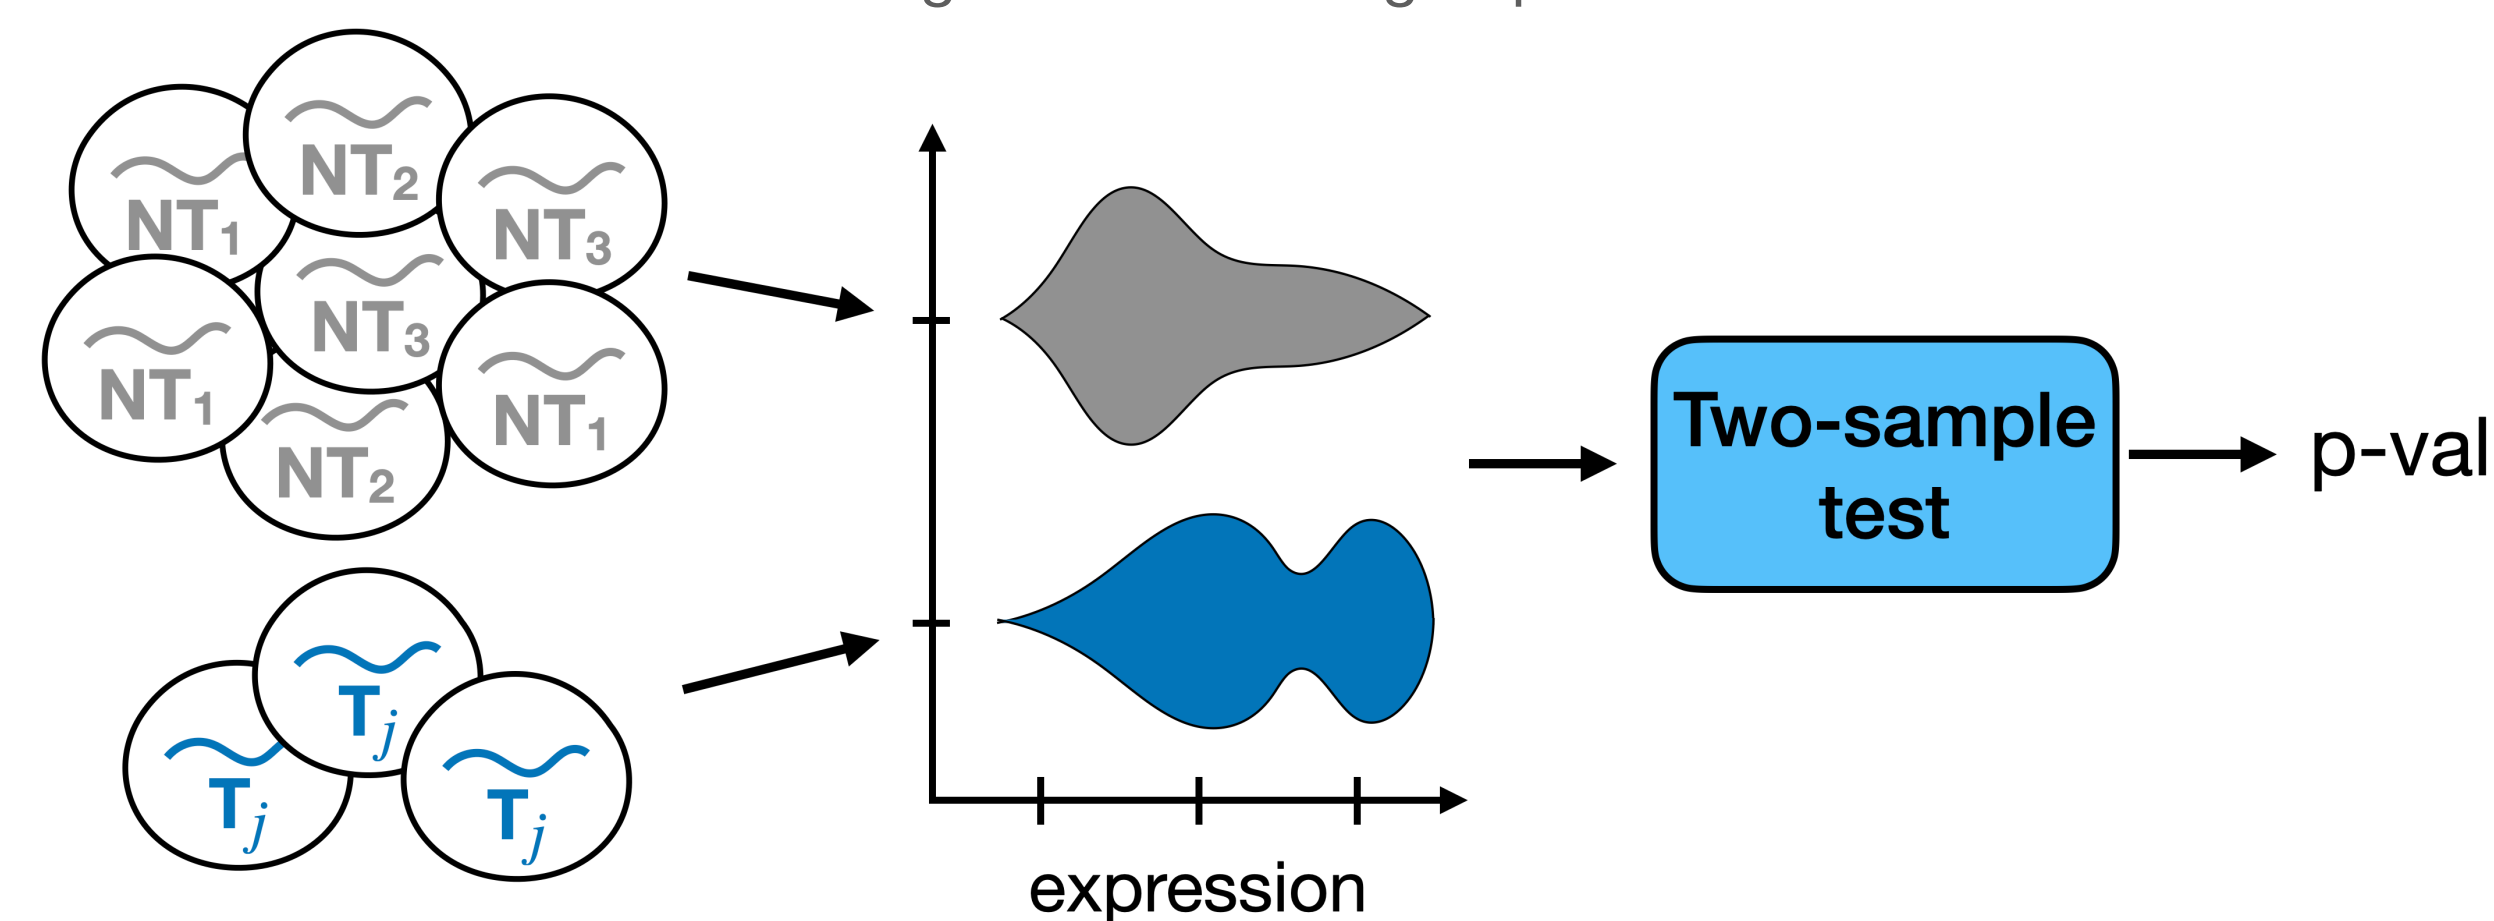 NT2
NT1
NT3
NT3
NT1
NT1
NT2
Tj
Tj
Tj
expression
Two-sample
test
p-val